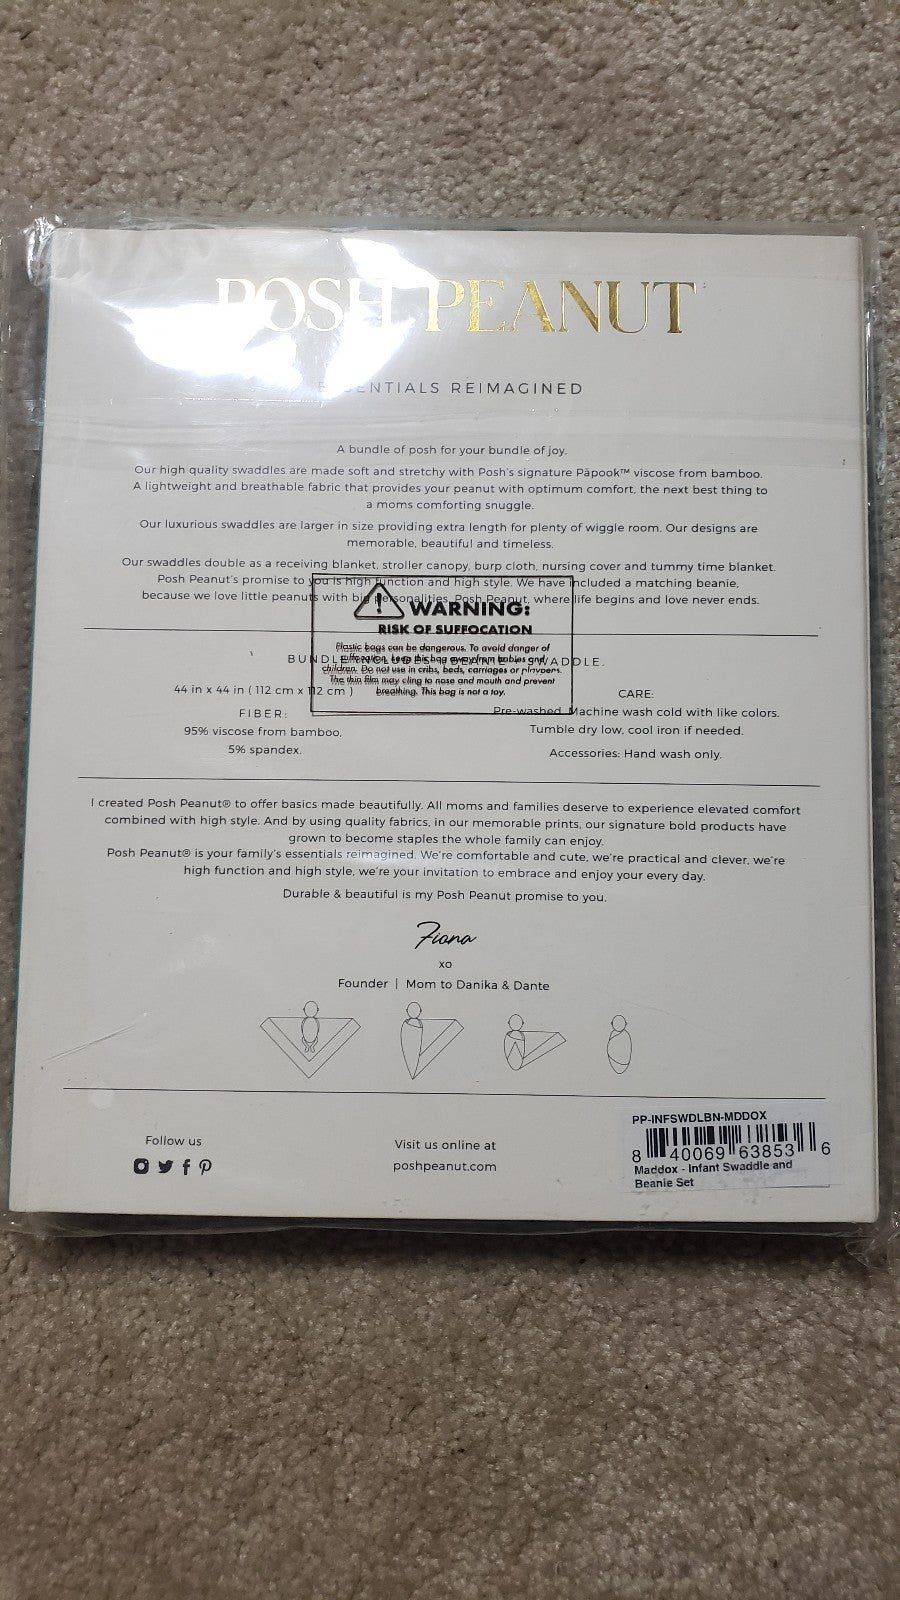 POSH PEANUT
ESSENTIALS REIMAGINED
A bundle of posh for your bundle of joy.
Our high quality swaddles are made soft and stretchy with Posh's signature Päpook™ viscose from bamboo.
A lightweight and breathable fabric that provides your peanut with optimum comfort, the next best thing to
a moms comforting snuggle.
Our luxurious swaddles are larger in size providing extra length for plenty of wiggle room. Our designs are
memorable, beautiful and timeless.
Our swaddles double as a receiving blanket, stroller canopy, burp cloth, nursing cover and tummy time blanket.
Posh Peanut's promise to you is high function and high style. We have included a matching beanie,
because we love little peanuts with big personalities. Posh Peanut, where life begins and love never ends.
WARNING:
RISK OF SUFFOCATION
Plastic bags can be dangerous. To avoid danger of
suffocation, keep this bag away from babies and
children. Do not use in cribs, beds, carriages or playpens.
The thin film may cling to nose and mouth and prevent
breathing. This bag is not a toy.
BUNDLE INCLUDES 1 BEANIE 1 SWADDLE.
44 in x 44 in ( 112 cm x 112 cm )
FIBER:
95% viscose from bamboo,
5% spandex.
CARE:
Pre-washed. Machine wash cold with like colors.
Tumble dry low, cool iron if needed.
Accessories: Hand wash only.
I created Posh Peanut® to offer basics made beautifully. All moms and families deserve to experience elevated comfort
combined with high style. And by using quality fabrics, in our memorable prints, our signature bold products have
grown to become staples the whole family can enjoy.
Posh Peanut® is your family's essentials reimagined. We're comfortable and cute, we're practical and clever, we're
high function and high style, we're your invitation to embrace and enjoy your every day.
Durable & beautiful is my Posh Peanut promise to you,
Fiona
xo
Founder | Mom to Danika & Dante
Follow us
Visit us online at
poshpeanut.com
PP-INFSWDLBN-MDDOX
8 40069 63853 6
Maddox - Infant Swaddle and
Beanie Set